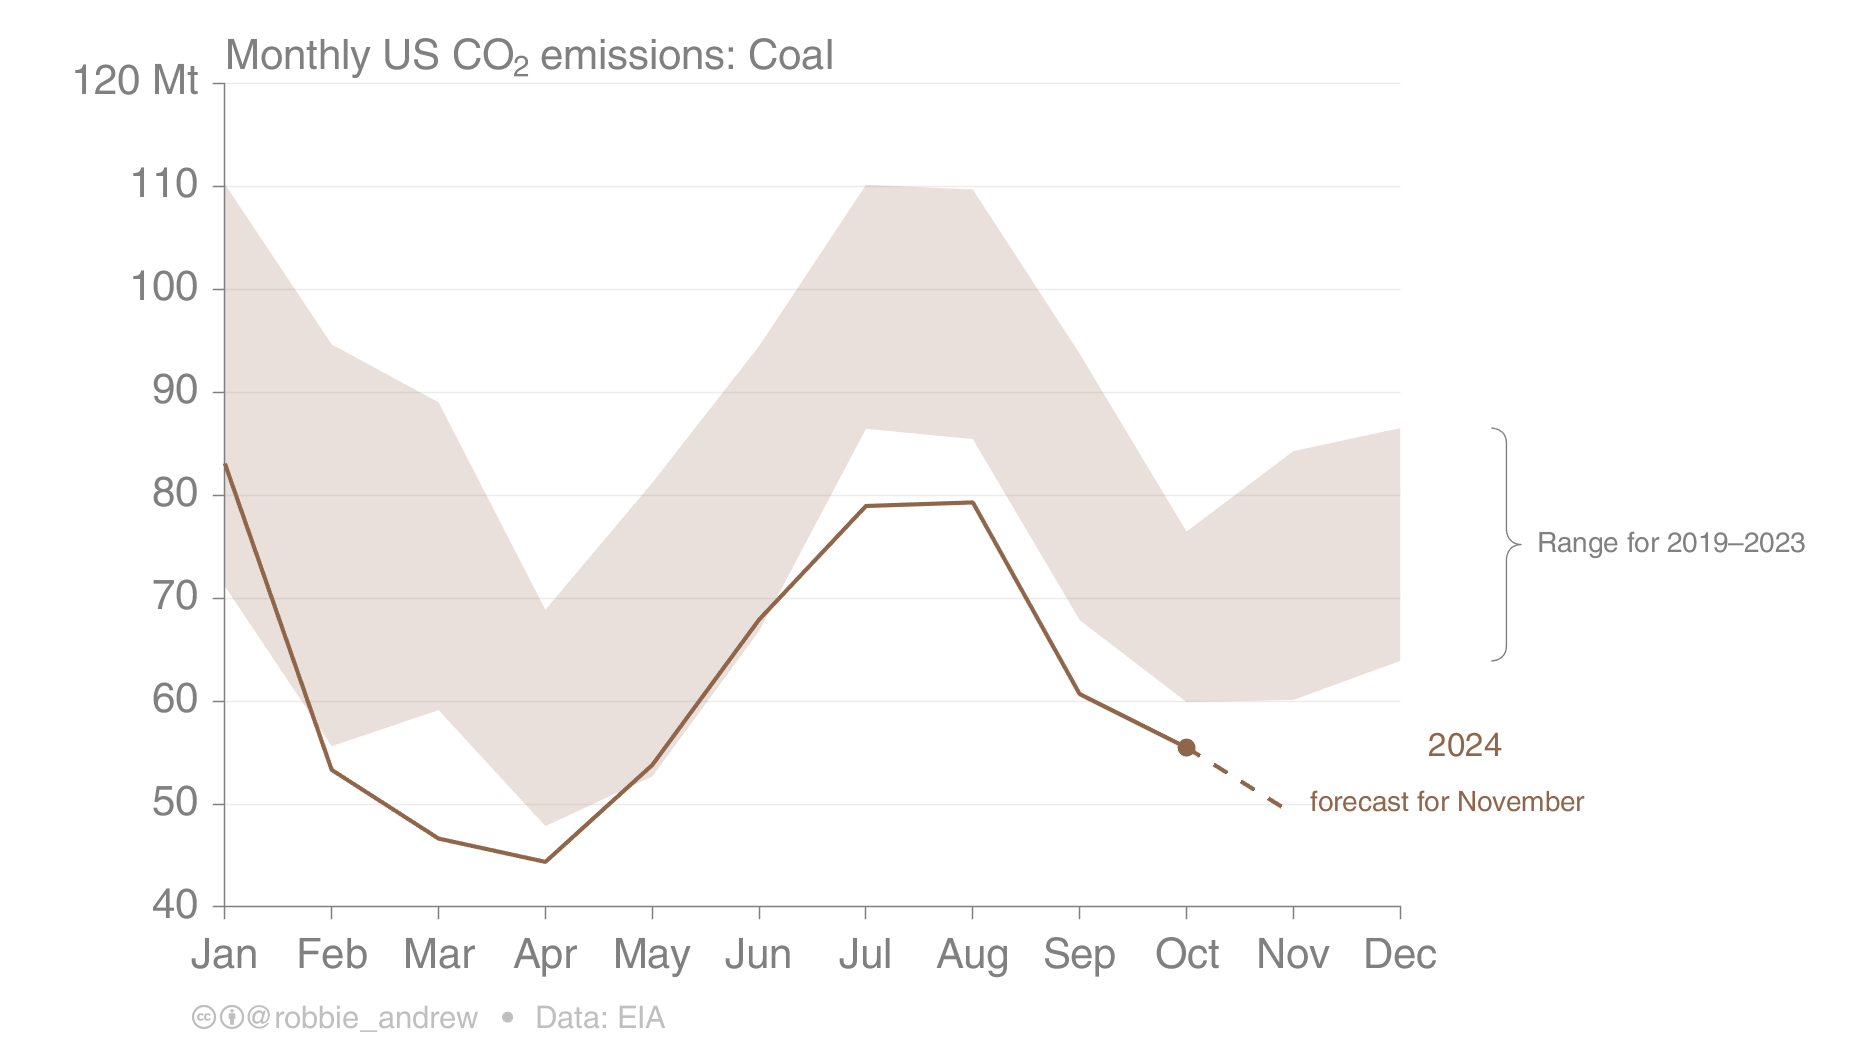 Monthly US CO₂ emissions: Coal
120 Mt
110
100
90
80
70
60
50
40
Range for 2019–2023
2024
forecast for November
Jan Feb Mar Apr May Jun Jul Aug Sep Oct Nov Dec
@robbie_andrew • Data: EIA